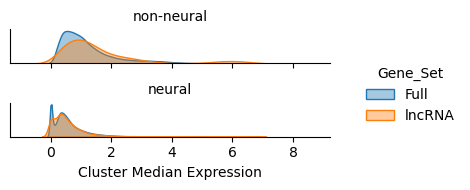 non-neural
neural
0 2 4 6 8
Cluster Median Expression
Gene_Set
Full
lncRNA